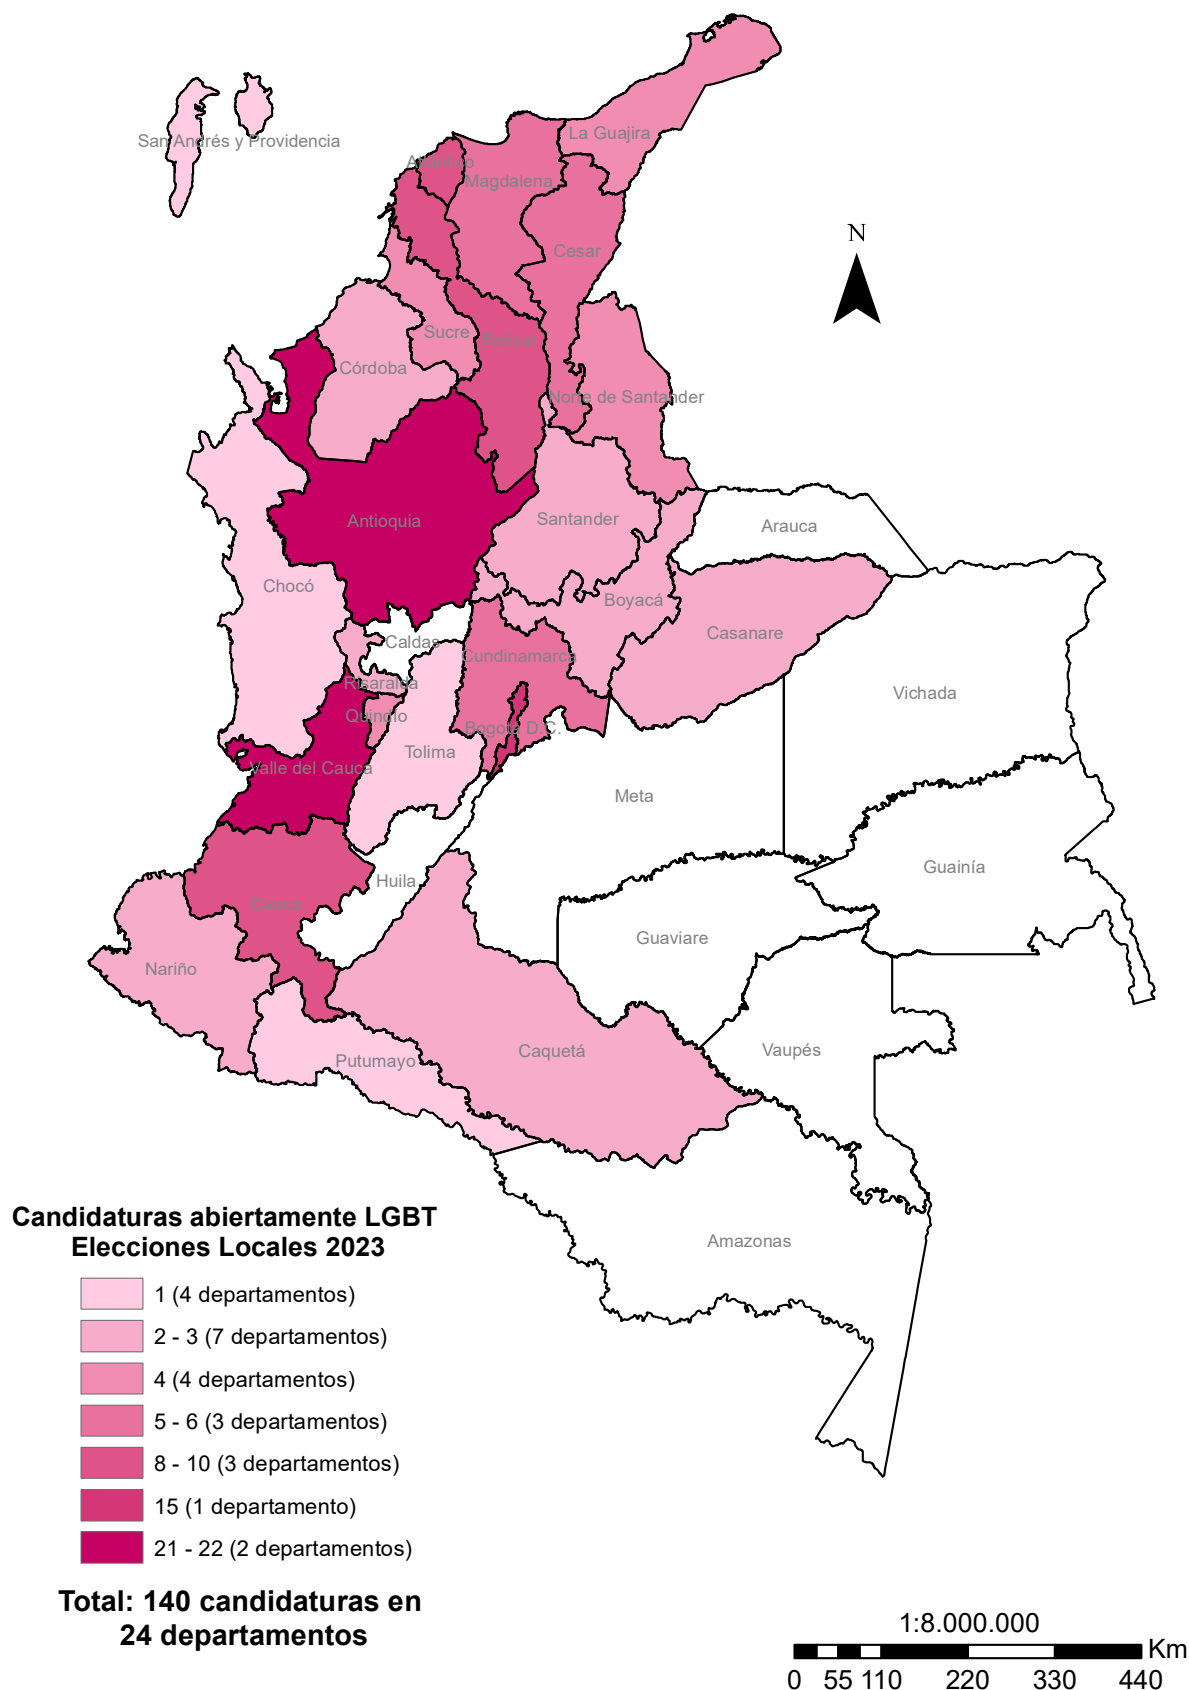 San Andrés y Providencia
La Guajira
Atlántico
Magdalena
N
Cesar
Sucre
Bolívar
Córdoba
Norte de Santander
Antioquia
Santander
Arauca
Chocó
Boyacá
Casanare
Caldas
Cundinamarca
Risaralda
Vichada
Quindío
Bogotá D.C.
Tolima
Valle del Cauca
Meta
Guainía
Huila
Cauca
Guaviare
Nariño
Caquetá
Vaupés
Putumayo
Amazonas
Candidaturas abiertamente LGBT
Elecciones Locales 2023
1 (4 departamentos)
2 - 3 (7 departamentos)
4 (4 departamentos)
5 - 6 (3 departamentos)
8 - 10 (3 departamentos)
15 (1 departamento)
21 - 22 (2 departamentos)
Total: 140 candidaturas en
24 departamentos
1:8.000.000
Km
0 55 110 220 330 440